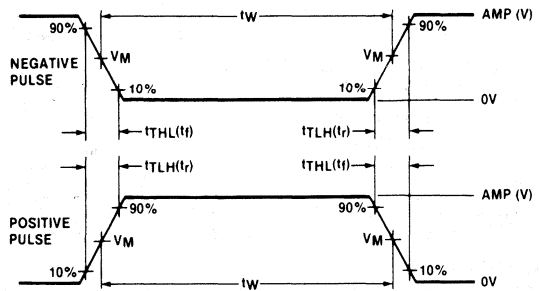 tW
AMP (V)
90%
90%
NEGATIVE
PULSE
VM
VM
10%
10%
0V
tTHL(tf)
tTLH(tr)
tTLH(tr)
tTHL(tf)
AMP (V)
POSITIVE
PULSE
90%
90%
VM
VM
10%
10%
tW
0V